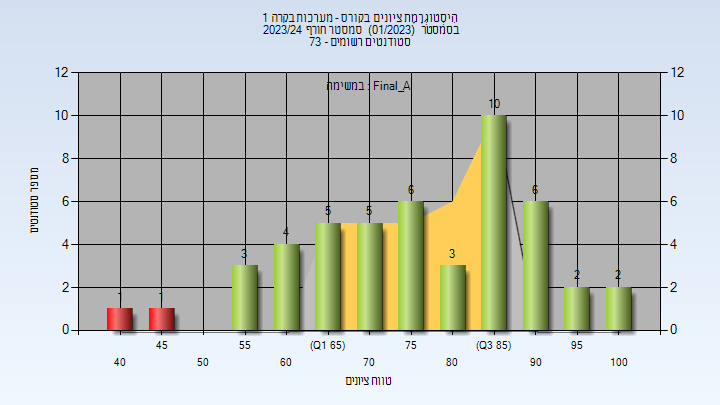 היסטוגרמת ציונים בקורס - מערכות בקרה 1
בסמסטר (01/2023) סמסטר חורף 2023/24
סטודנטים רשומים - 73
במשימה : Final_A
מספר סטודנטים
12 10 8 6 4 2 0
12 10 8 6 4 2 0
1 1 3 4 5 5 6 3 10 6 2 2
45 55 (Q1 65) 75 (Q3 85) 95
40 50 60 70 80 90 100
טווח ציונים